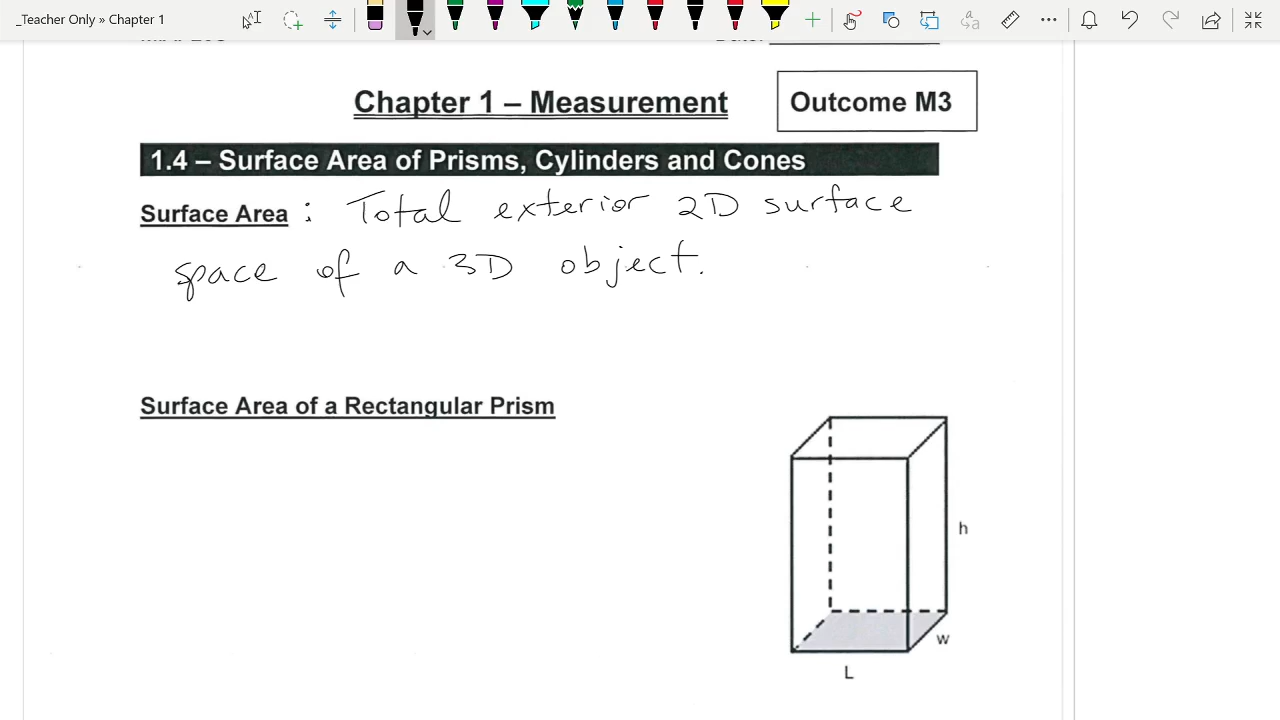 _Teacher Only » Chapter 1
Chapter 1 – Measurement
Outcome M3
1.4 – Surface Area of Prisms, Cylinders and Cones
Surface Area : Total exterior 2D surface
space of a 3D object.
Surface Area of a Rectangular Prism
h
w
L